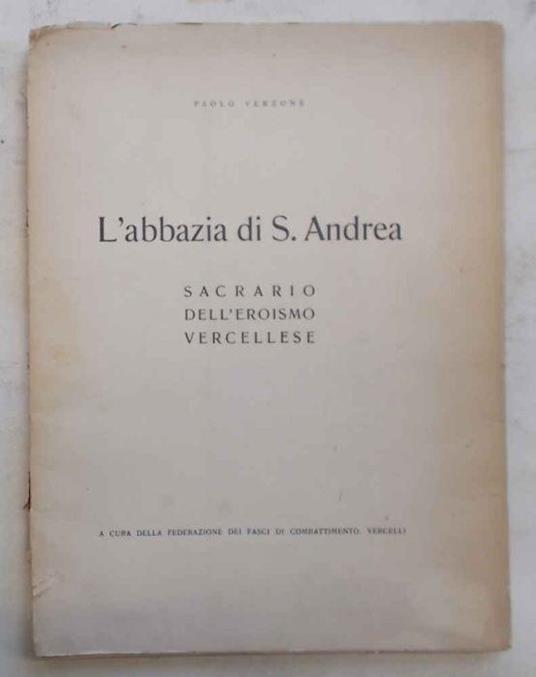 PAOLO VERZONE
L'abbazia di S. Andrea
SACRARIO
DELL'EROISMO
VERCELLESE
A CURA DELLA FEDERAZIONE DEI FASCI DI COMBATTIMENTO. VERCELLI